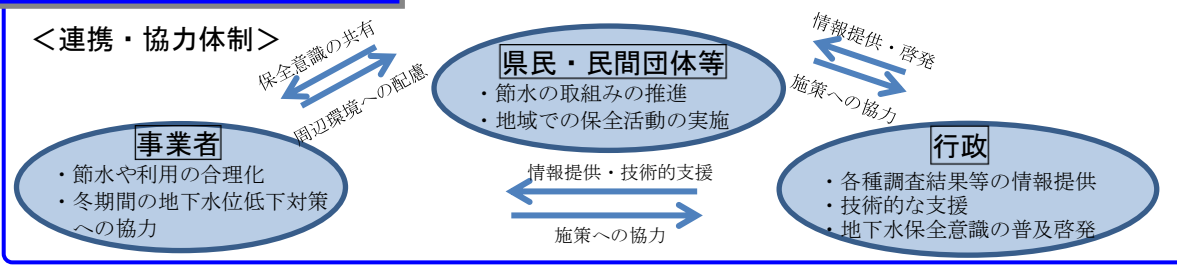 <連携・協力体制>
保全意識の共有
周辺環境への配慮
県民・民間団体等
・節水の取組みの推進
・地域での保全活動の実施
情報提供・啓発
施策への協力
事業者
・節水や利用の合理化
・冬期間の地下水位低下対策
への協力
情報提供・技術的支援
施策への協力
行政
・各種調査結果等の情報提供
・技術的な支援
・地下水保全意識の普及啓発